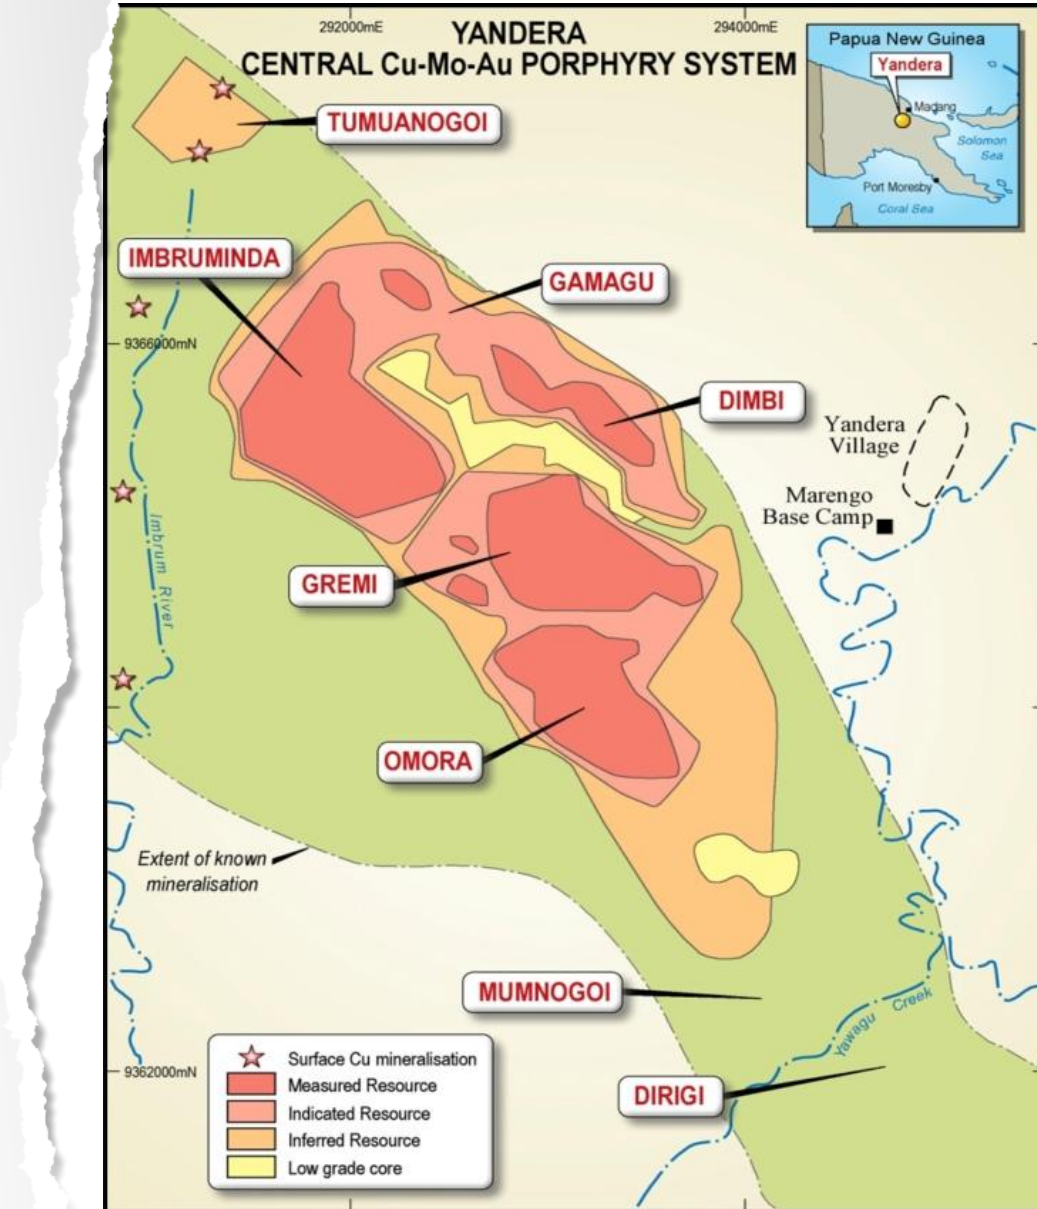 292000mE
294000mE
YANDERA
CENTRAL Cu-Mo-Au PORPHYRY SYSTEM
Papua New Guinea
Yandera
Madang
Solomon
Sea
Port Moresby
Coral Sea
TUMUANOGOI
IMBRUMINDA
GAMAGU
9366000mN
DIMBI
Yandera
Village
Marengo
Base Camp
Imbrum River
GREMI
OMORA
Extent of known
mineralisation
MUMNOGOI
Yawagu Creek
9362000mN
DIRIGI
Surface Cu mineralisation
Measured Resource
Indicated Resource
Inferred Resource
Low grade core